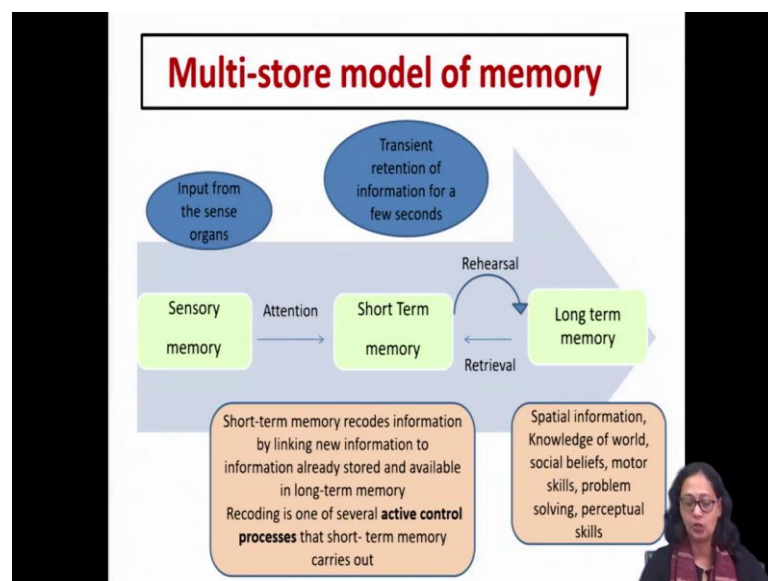 Multi-store model of memory
Transient
retention of
information for a
few seconds
Input from
the sense
organs
Rehearsal
Sensory
memory
Attention
Short Term
memory
Long term
memory
Retrieval
Short-term memory recodes information
by linking new information to
information already stored and available
in long-term memory
Recoding is one of several active control
processes that short- term memory
carries out
Spatial information,
Knowledge of world,
social beliefs, motor
skills, problem
solving, perceptual
skills